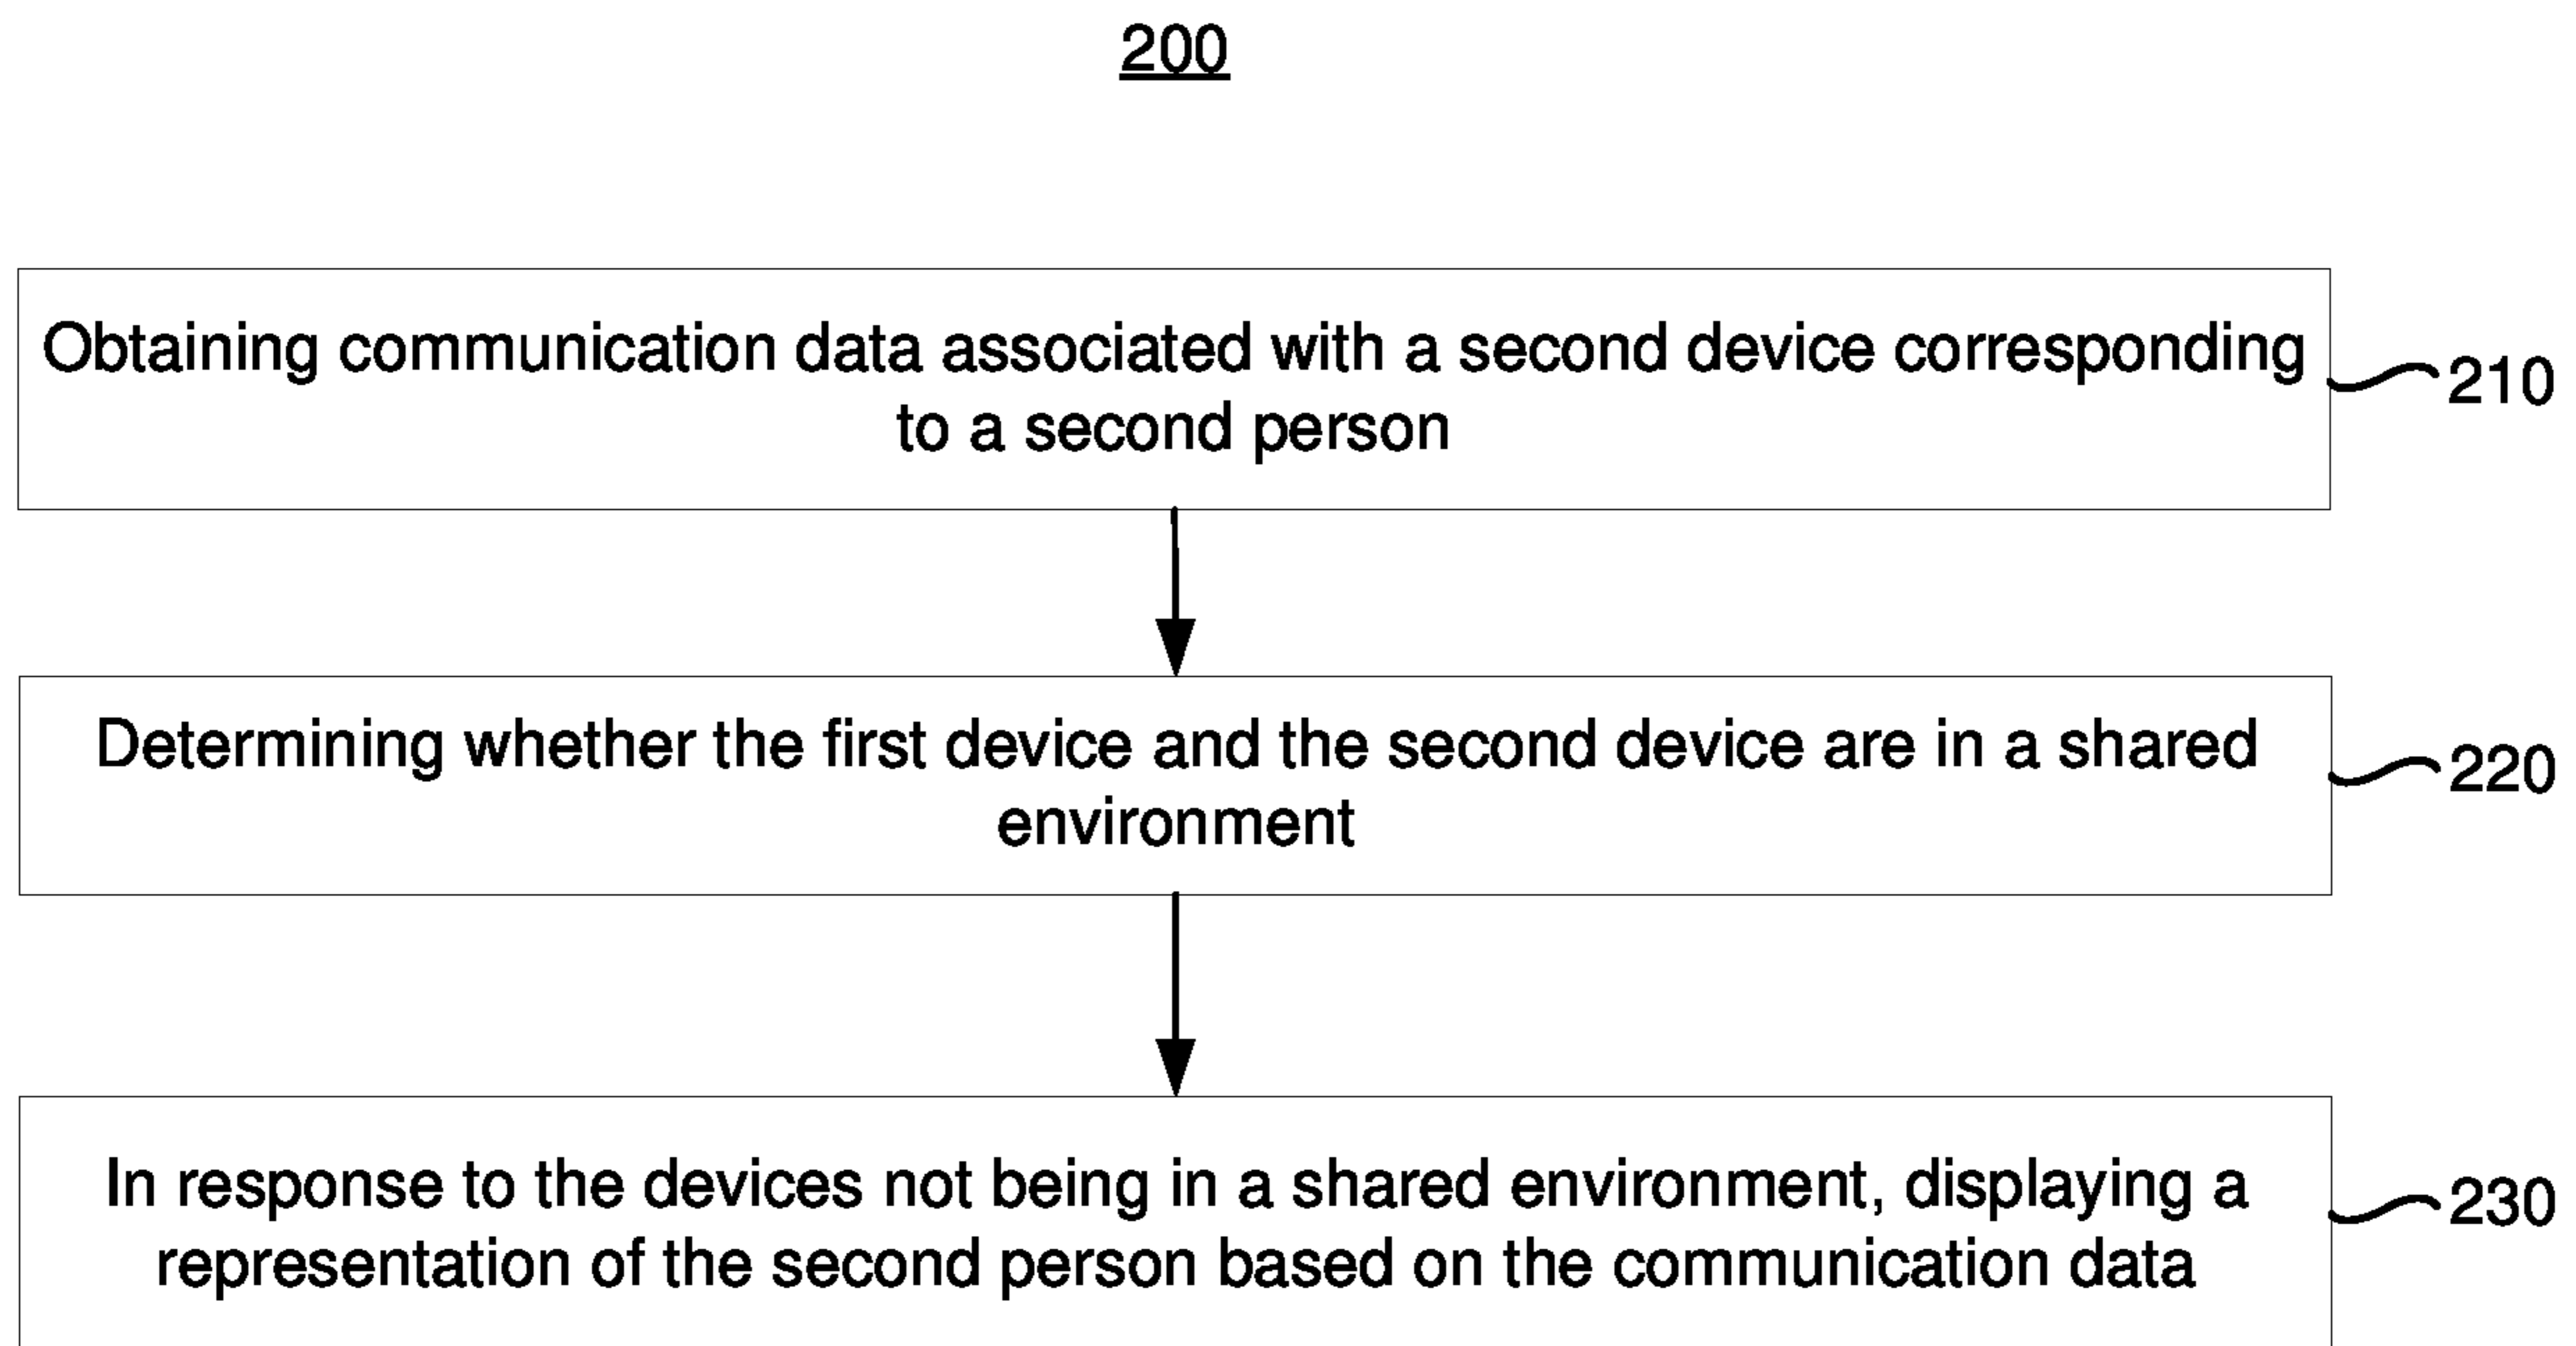 200
Obtaining communication data associated with a second device corresponding
to a second person
210
Determining whether the first device and the second device are in a shared
environment
220
In response to the devices not being in a shared environment, displaying a
representation of the second person based on the communication data
230